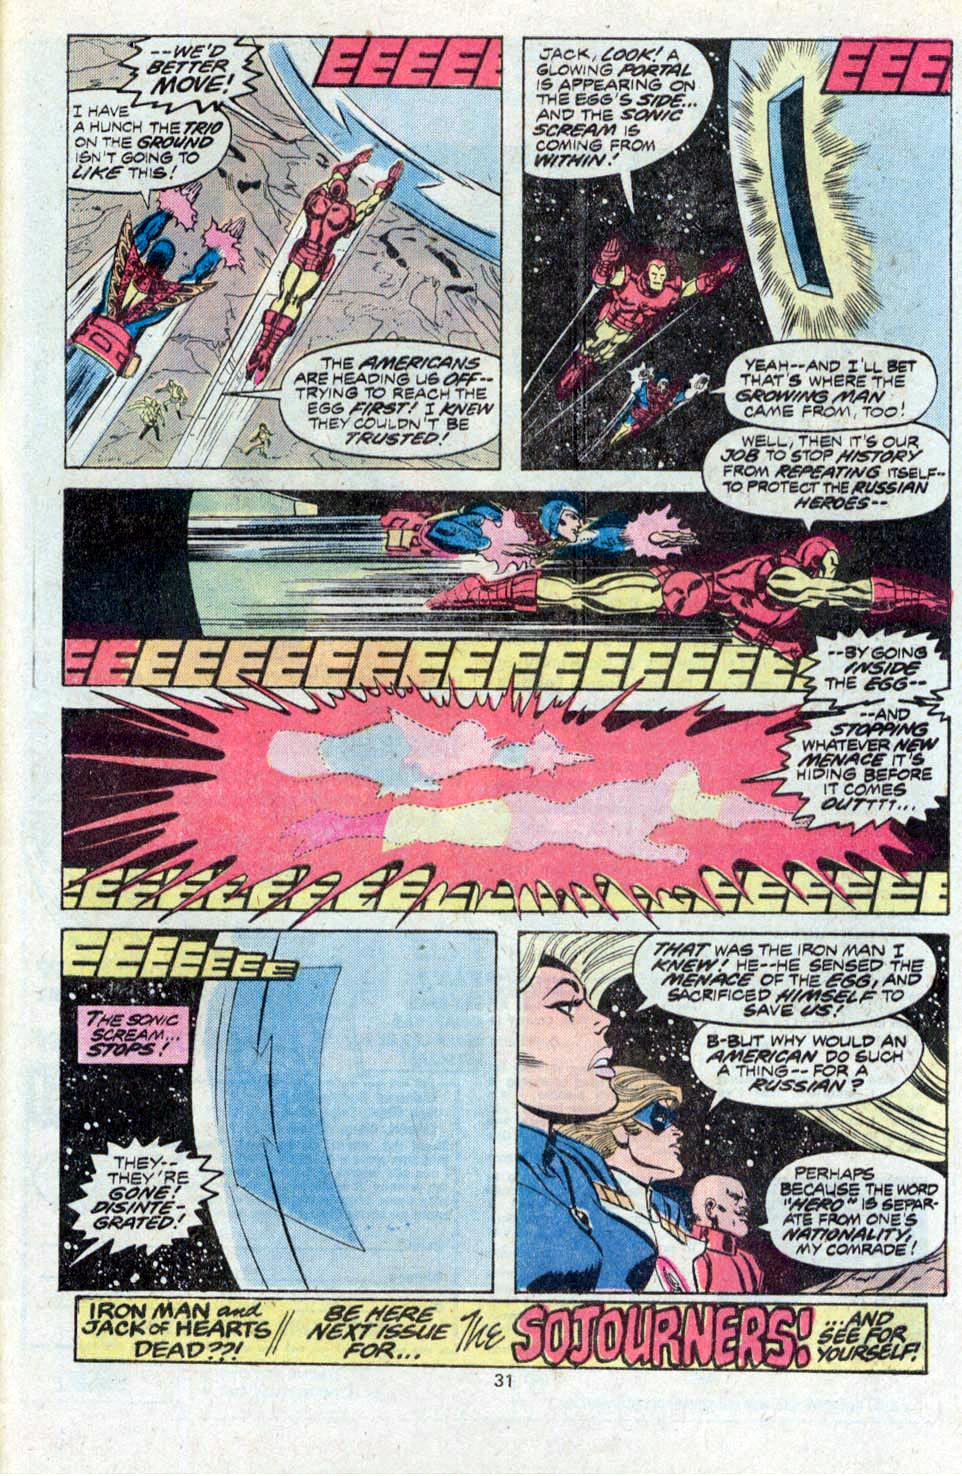 --WE'D
BETTER
MOVE!
I HAVE
A HUNCH THE TRIO
ON THE GROUND
ISN'T GOING TO
LIKE THIS!
EEEEEE
THE AMERICANS
ARE HEADING US OFF--
TRYING TO REACH THE
EGG FIRST! I KNEW
THEY COULDN'T BE
TRUSTED!
JACK, LOOK! A
GLOWING PORTAL
IS APPEARING ON
THE EGG'S SIDE...
AND THE SONIC
SCREAM IS
COMING FROM
WITHIN!
EEEE
YEAH--AND I'LL BET
THAT'S WHERE THE
GROWING MAN
CAME FROM, TOO!
WELL, THEN IT'S OUR
JOB TO STOP HISTORY
FROM REPEATING ITSELF--
TO PROTECT THE RUSSIAN
HEROES--
EEEEEEEEEEEEEEEEE
--BY GOING
INSIDE
THE EGG--
--AND
STOPPING
WHATEVER NEW
MENACE IT'S
HIDING BEFORE
IT COMES
OUTTTT...
EEEEEEEEEEEEEEEEEEEE
EEEEEEEE
THE SONIC
SCREAM...
STOPS!
THEY--
THEY'RE
GONE!
DISINTE-
GRATED!
THAT WAS THE IRON MAN I
KNEW! HE--HE SENSED THE
MENACE OF THE EGG, AND
SACRIFICED HIMSELF TO
SAVE US!
B-BUT WHY WOULD AN
AMERICAN DO SUCH
A THING--FOR A
RUSSIAN?
PERHAPS
BECAUSE THE WORD
"HERO" IS SEPAR-
ATE FROM ONE'S
NATIONALITY,
MY COMRADE!
IRON MAN and
JACK OF HEARTS
DEAD??!
BE HERE
NEXT ISSUE
FOR...
THE
SOJOURNERS!
...AND
SEE FOR
YOURSELF!
31